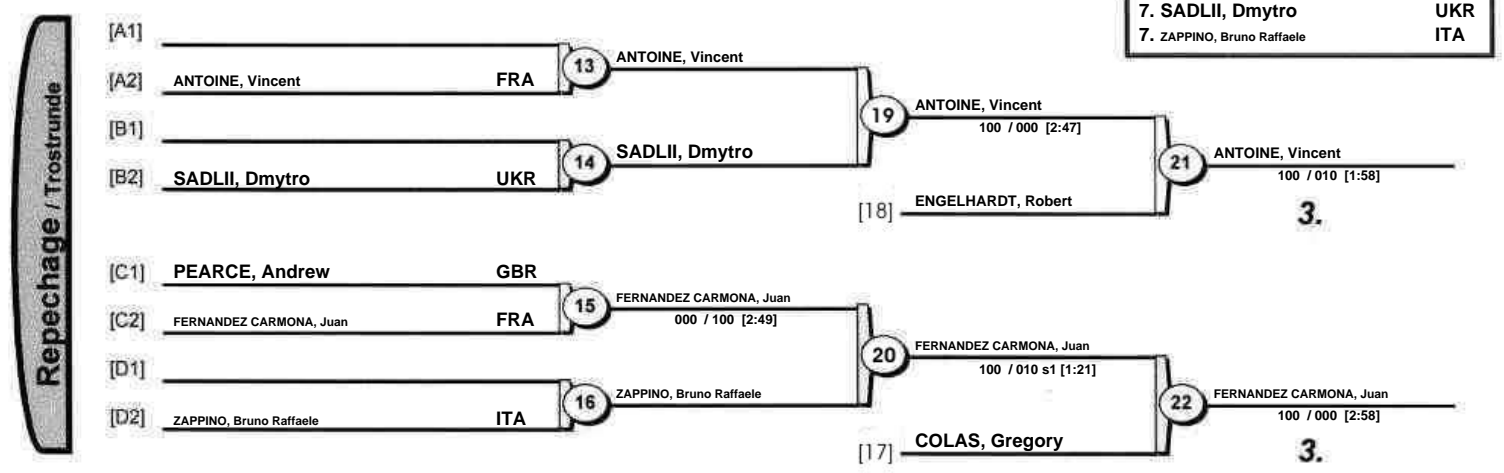 7. SADLII, Dmytro UKR
7. ZAPPINO, Bruno Raffaele ITA
Repechage / Trostrunde
[A1]
[A2] ANTOINE, Vincent FRA
13 ANTOINE, Vincent
[B1]
[B2] SADLII, Dmytro UKR
14 SADLII, Dmytro
19 ANTOINE, Vincent
100 / 000 [2:47]
[18] ENGELHARDT, Robert
21 ANTOINE, Vincent
100 / 010 [1:58]
3.
[C1] PEARCE, Andrew GBR
[C2] FERNANDEZ CARMONA, Juan FRA
15 FERNANDEZ CARMONA, Juan
000 / 100 [2:49]
[D1]
[D2] ZAPPINO, Bruno Raffaele ITA
16 ZAPPINO, Bruno Raffaele
20 FERNANDEZ CARMONA, Juan
100 / 010 s1 [1:21]
[17] COLAS, Gregory
22 FERNANDEZ CARMONA, Juan
100 / 000 [2:58]
3.